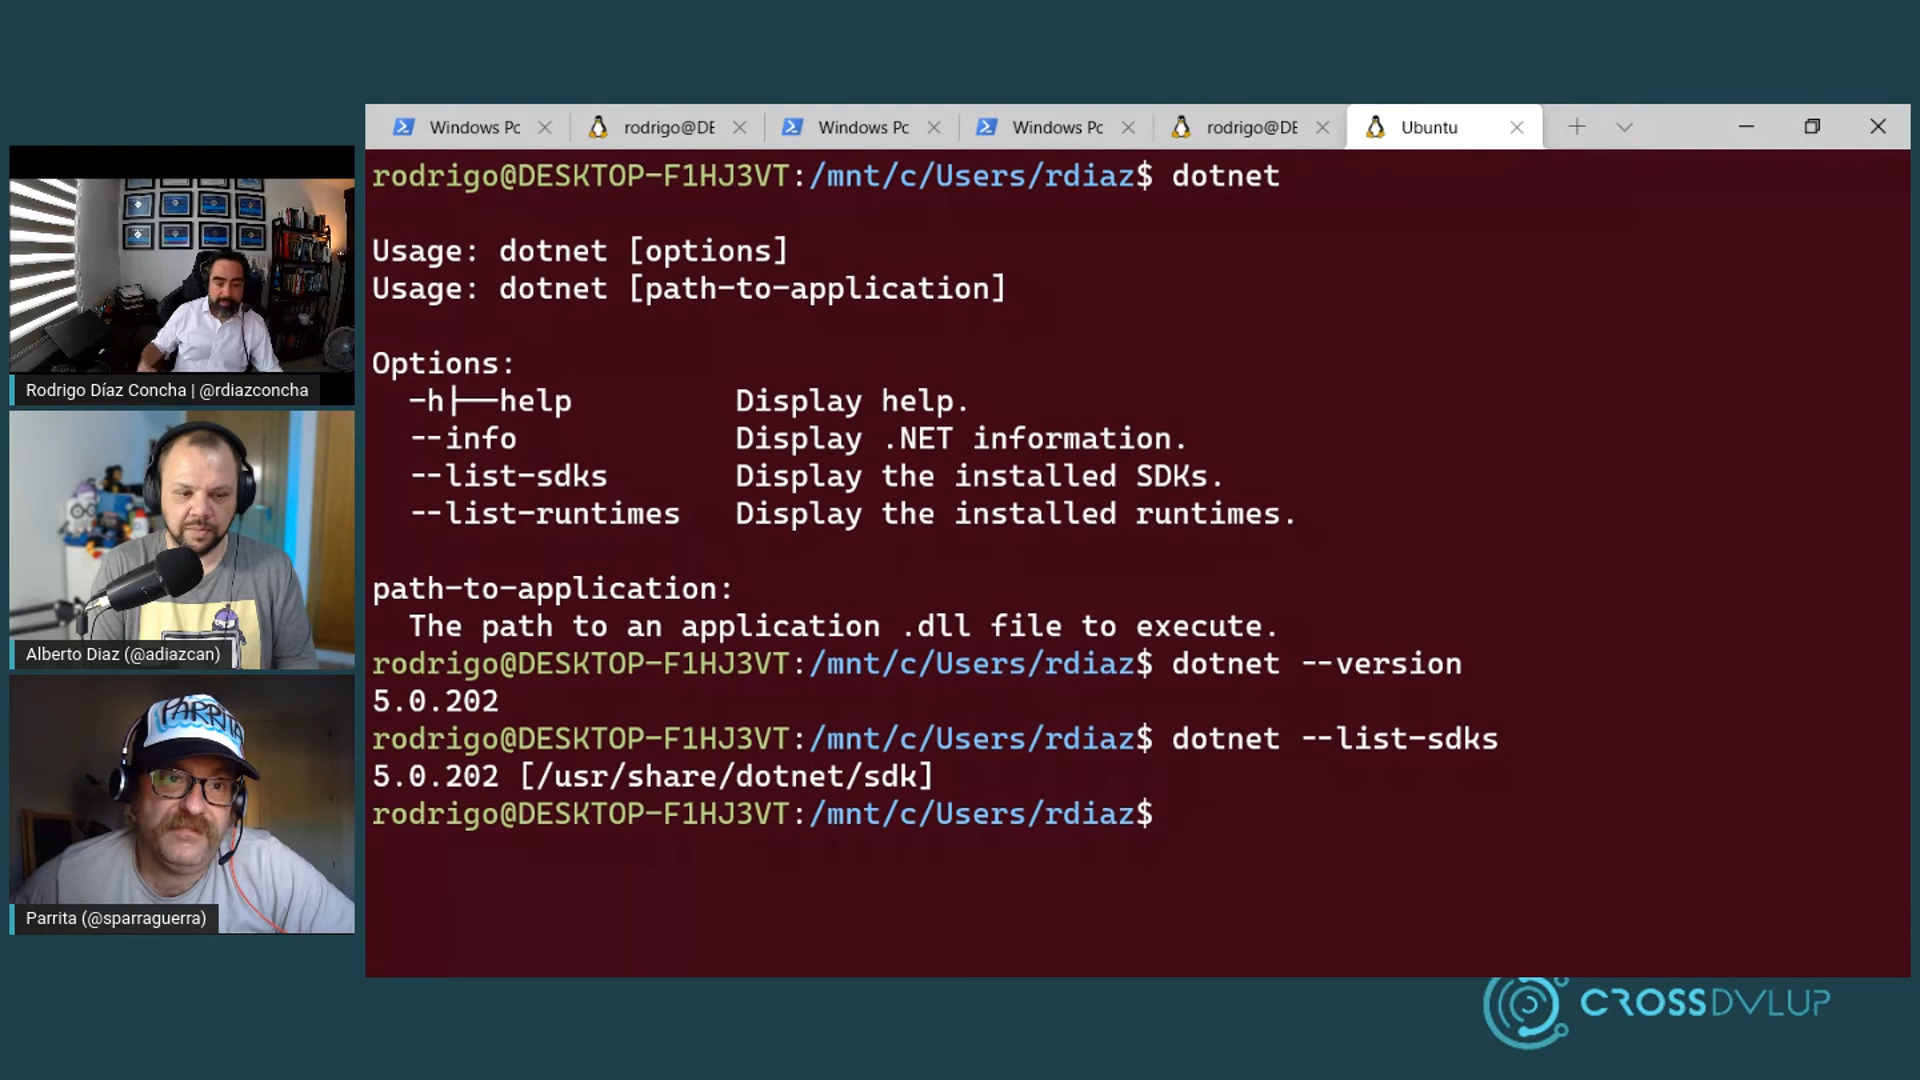 Windows Pc
rodrigo@DE
Windows Pc
Windows Pc
rodrigo@DE
Ubuntu
rodrigo@DESKTOP-F1HJ3VT:/mnt/c/Users/rdiaz$ dotnet
Usage: dotnet [options]
Usage: dotnet [path-to-application]
Options:
-h|--help Display help.
--info Display .NET information.
--list-sdks Display the installed SDKs.
--list-runtimes Display the installed runtimes.
path-to-application:
The path to an application .dll file to execute.
rodrigo@DESKTOP-F1HJ3VT:/mnt/c/Users/rdiaz$ dotnet --version
5.0.202
rodrigo@DESKTOP-F1HJ3VT:/mnt/c/Users/rdiaz$ dotnet --list-sdks
5.0.202 [/usr/share/dotnet/sdk]
rodrigo@DESKTOP-F1HJ3VT:/mnt/c/Users/rdiaz$
Rodrigo Díaz Concha | @rdiazconcha
Alberto Diaz (@adiazcan)
PARRITA
Parrita (@sparraguerra)
CROSSDVLUP